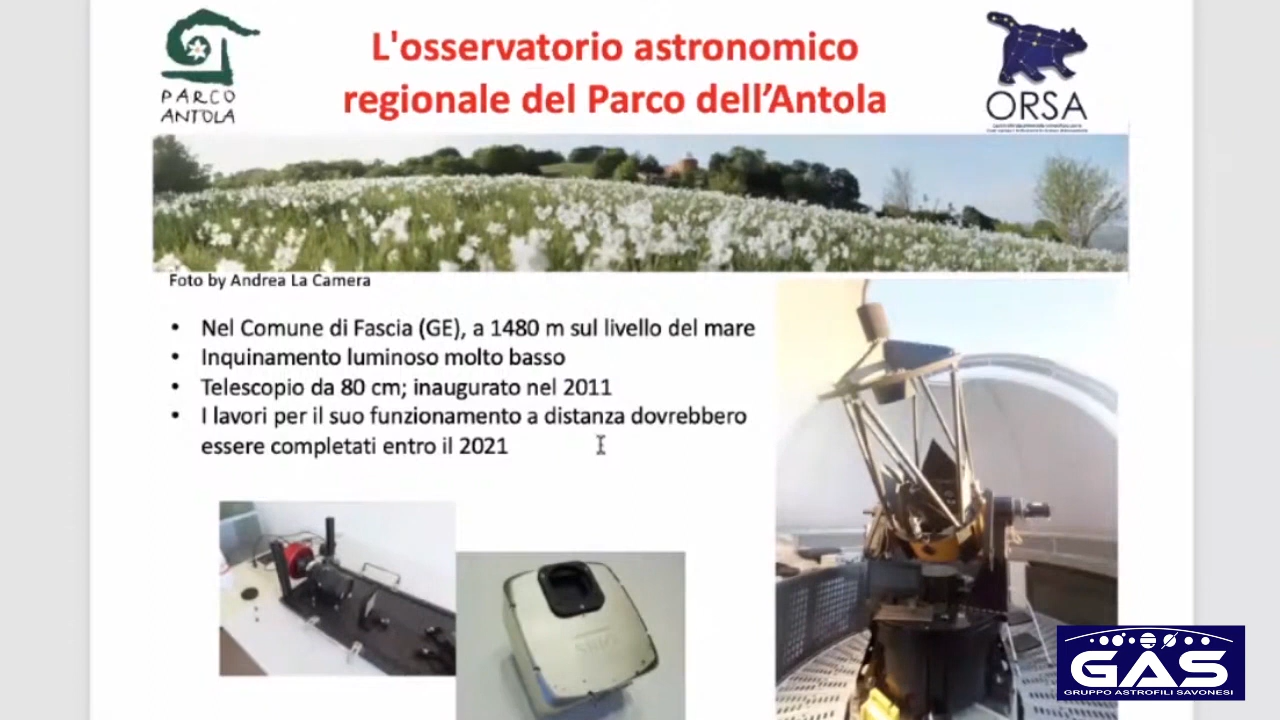 PARCO
ANTOLA
L'osservatorio astronomico
regionale del Parco dell’Antola
ORSA
Foto by Andrea La Camera
• Nel Comune di Fascia (GE), a 1480 m sul livello del mare
• Inquinamento luminoso molto basso
• Telescopio da 80 cm; inaugurato nel 2011
• I lavori per il suo funzionamento a distanza dovrebbero
essere completati entro il 2021
GAS
GRUPPO ASTROFILI SAVONESI